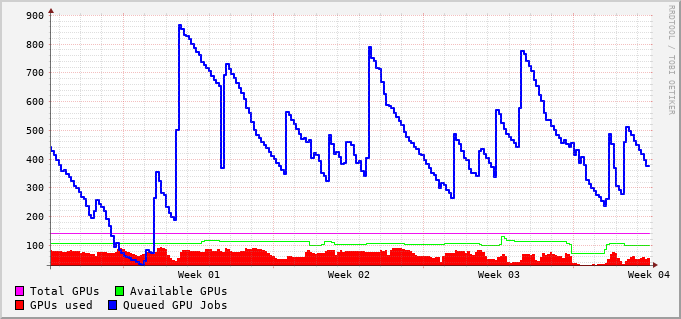 900
800
700
600
500
400
300
200
100
Week 01 Week 02 Week 03 Week 04
Total GPUs Available GPUs
GPUs used Queued GPU Jobs
RRDTOOL / TOBI OETIKER